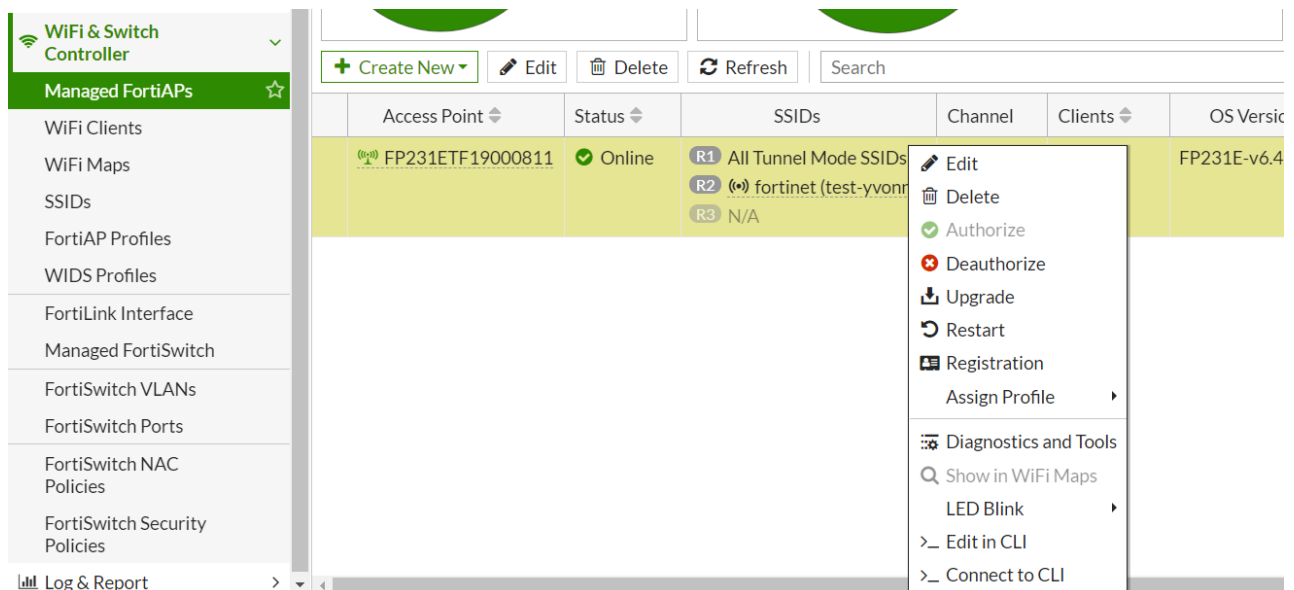 WiFi & Switch
Controller
Managed FortiAPs
WiFi Clients
WiFi Maps
SSIDs
FortiAP Profiles
WIDS Profiles
FortiLink Interface
Managed FortiSwitch
FortiSwitch VLANs
FortiSwitch Ports
FortiSwitch NAC
Policies
FortiSwitch Security
Policies
Log & Report
+ Create New Edit Delete Refresh Search
Access Point Status SSIDs Channel Clients OS Versio
FP231ETF19000811 Online R1 All Tunnel Mode SSIDs FP231E-v6.4
R2 fortinet (test-yvonn
R3 N/A
Edit
Delete
Authorize
Deauthorize
Upgrade
Restart
Registration
Assign Profile
Diagnostics and Tools
Show in WiFi Maps
LED Blink
>_ Edit in CLI
>_ Connect to CLI